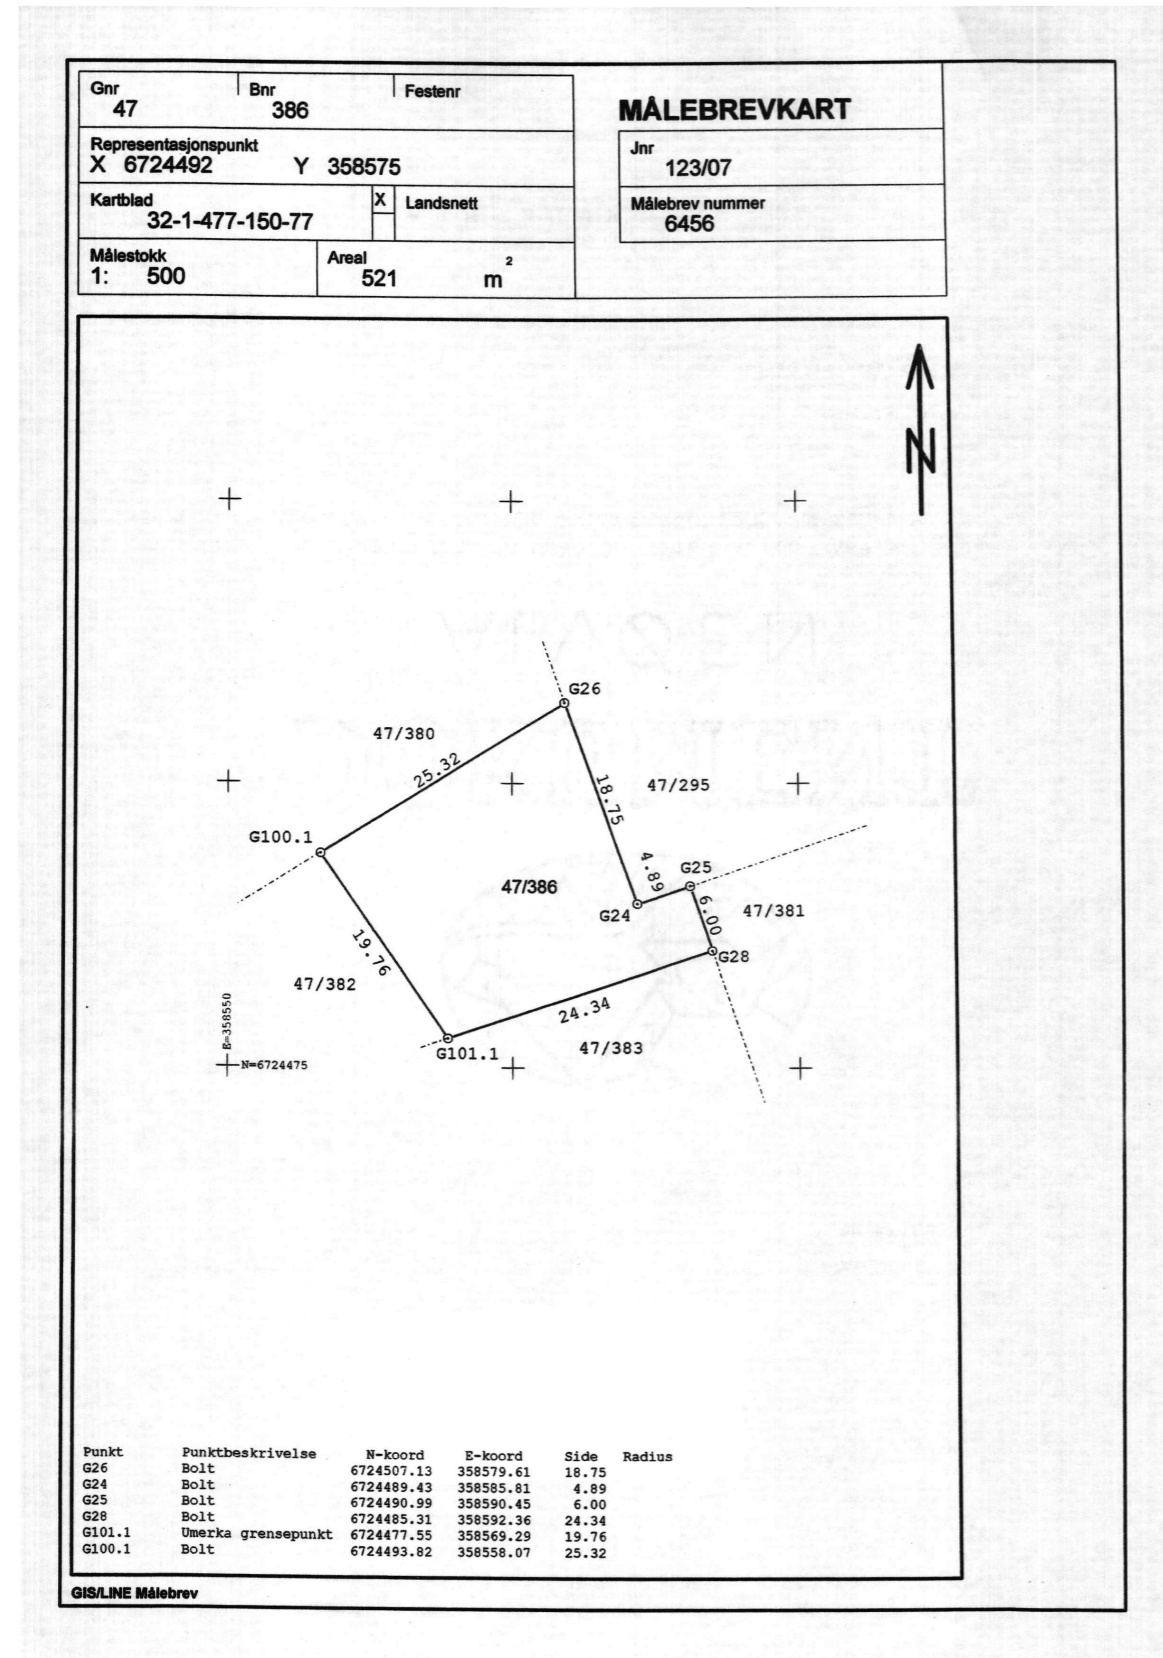 Gnr Bnr Festenr
47 386
MÅLEBREVKART
Representasjonspunkt
X 6724492 Y 358575
Jnr
123/07
Kartblad X Landsnett
32-1-477-150-77
Målebrev nummer
6456
Målestokk Areal
1: 500 521 m 2
N
G26
47/380
25.32
18.75
47/295
G100.1
4.89
G25
47/386
G24
6.00
47/381
G28
19.76
47/382
24.34
E=358550
G101.1
47/383
N=6724475
Punkt Punktbeskrivelse N-koord E-koord Side Radius
G26 Bolt 6724507.13 358579.61 18.75
G24 Bolt 6724489.43 358585.81 4.89
G25 Bolt 6724490.99 358590.45 6.00
G28 Bolt 6724485.31 358592.36 24.34
G101.1 Umerka grensepunkt 6724477.55 358569.29 19.76
G100.1 Bolt 6724493.82 358558.07 25.32
GIS/LINE Målebrev